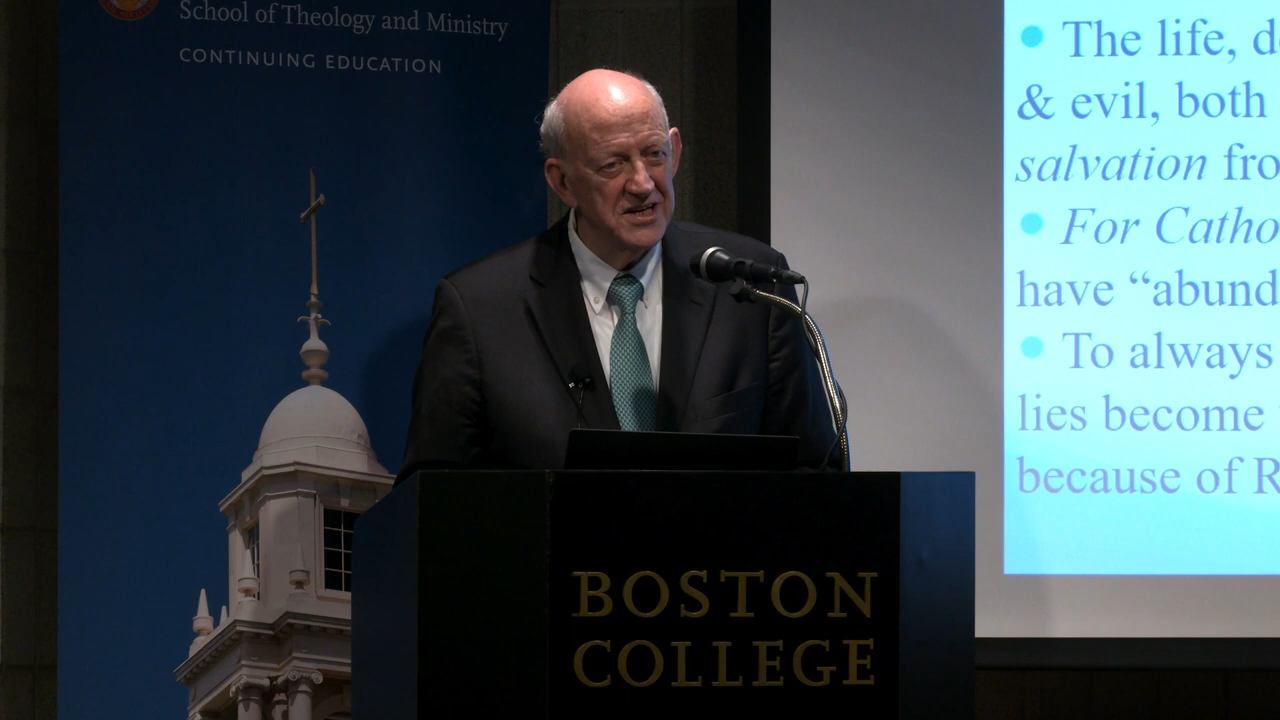 School of Theology and Ministry
CONTINUING EDUCATION
• The life, d
& evil, both
salvation fro
• For Catho
have “abund
• To always
lies become
because of R
BOSTON
COLLEGE